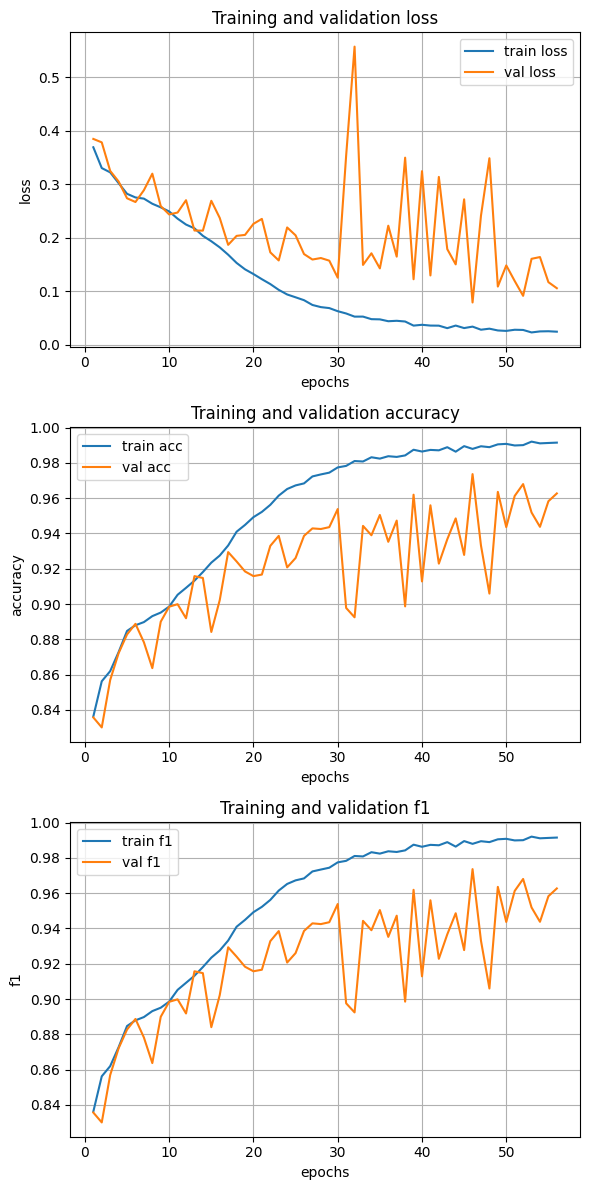 Training and validation loss
train loss
val loss
0.5
0.4
0.3
0.2
0.1
0.0
loss
0 10 20 30 40 50
epochs
Training and validation accuracy
train acc
val acc
1.00
0.98
0.96
0.94
0.92
0.90
0.88
0.86
0.84
accuracy
0 10 20 30 40 50
epochs
Training and validation f1
train f1
val f1
1.00
0.98
0.96
0.94
0.92
0.90
0.88
0.86
0.84
f1
0 10 20 30 40 50
epochs